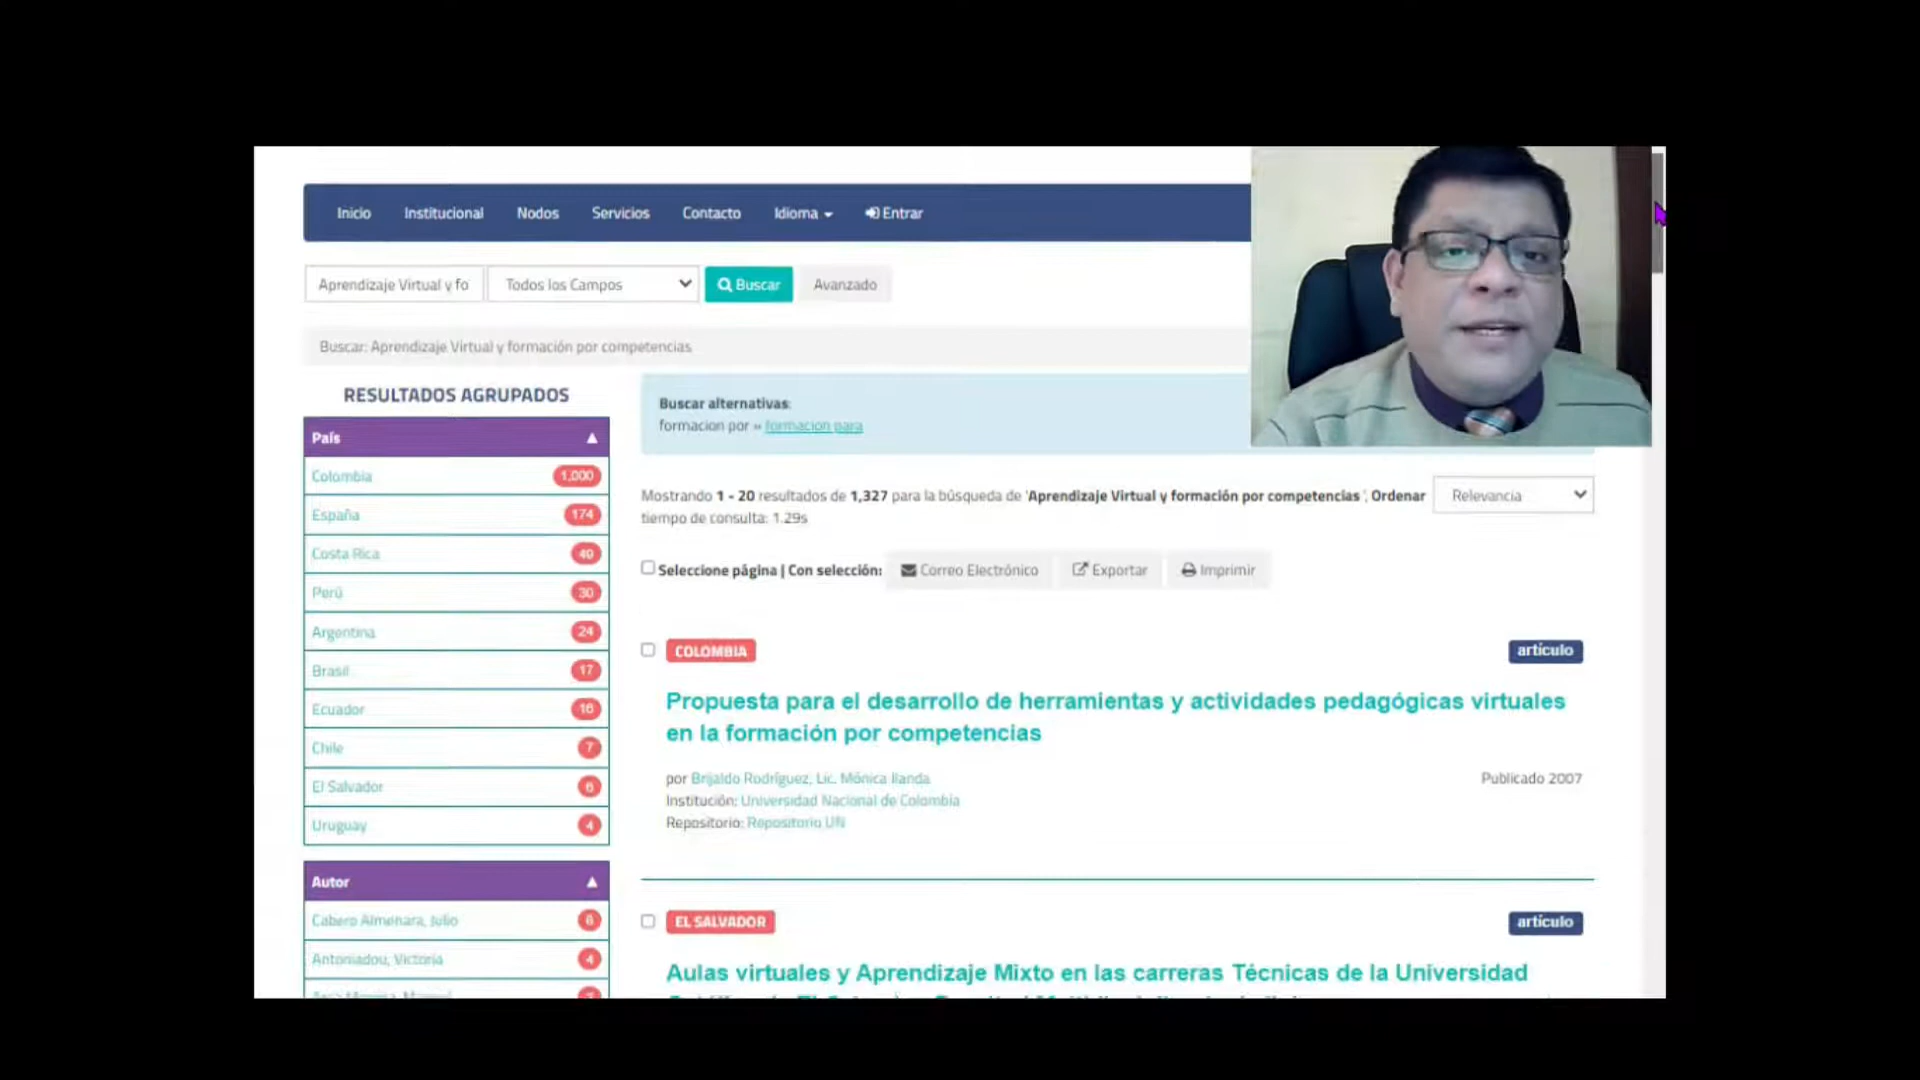 Inicio Institucional Nodos Servicios Contacto Idioma Entrar
Aprendizaje Virtual y fo Todos los Campos Buscar Avanzado
Buscar: Aprendizaje Virtual y formación por competencias
RESULTADOS AGRUPADOS
País
Colombia 1,000
España 174
Costa Rica 40
Perú 30
Argentina 24
Brasil 17
Ecuador 16
Chile 7
El Salvador 6
Uruguay 4
Autor
Cabero Almenara, Julio 6
Antoniadou, Victoria 4
Buscar alternativas:
formacion por » formacion para
Mostrando 1 - 20 resultados de 1,327 para la búsqueda de 'Aprendizaje Virtual y formación por competencias ', Ordenar Relevancia
tiempo de consulta: 1.29s
Seleccione página | Con selección: Correo Electrónico Exportar Imprimir
COLOMBIA artículo
Propuesta para el desarrollo de herramientas y actividades pedagógicas virtuales
en la formación por competencias
por Brijaldo Rodríguez, Lic. Mónica Ilanda Publicado 2007
Institución: Universidad Nacional de Colombia
Repositorio: Repositorio UN
EL SALVADOR artículo
Aulas virtuales y Aprendizaje Mixto en las carreras Técnicas de la Universidad